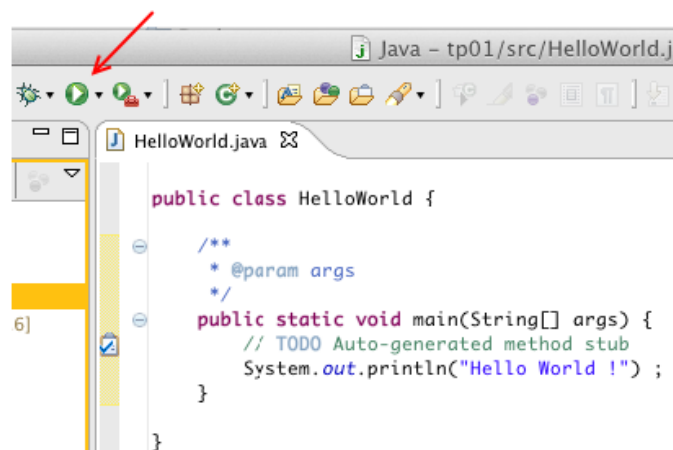 Java – tp01/src/HelloWorld.j
HelloWorld.java
public class HelloWorld {
/**
* @param args
*/
6]
public static void main(String[] args) {
// TODO Auto-generated method stub
System.out.println("Hello World !") ;
}
}